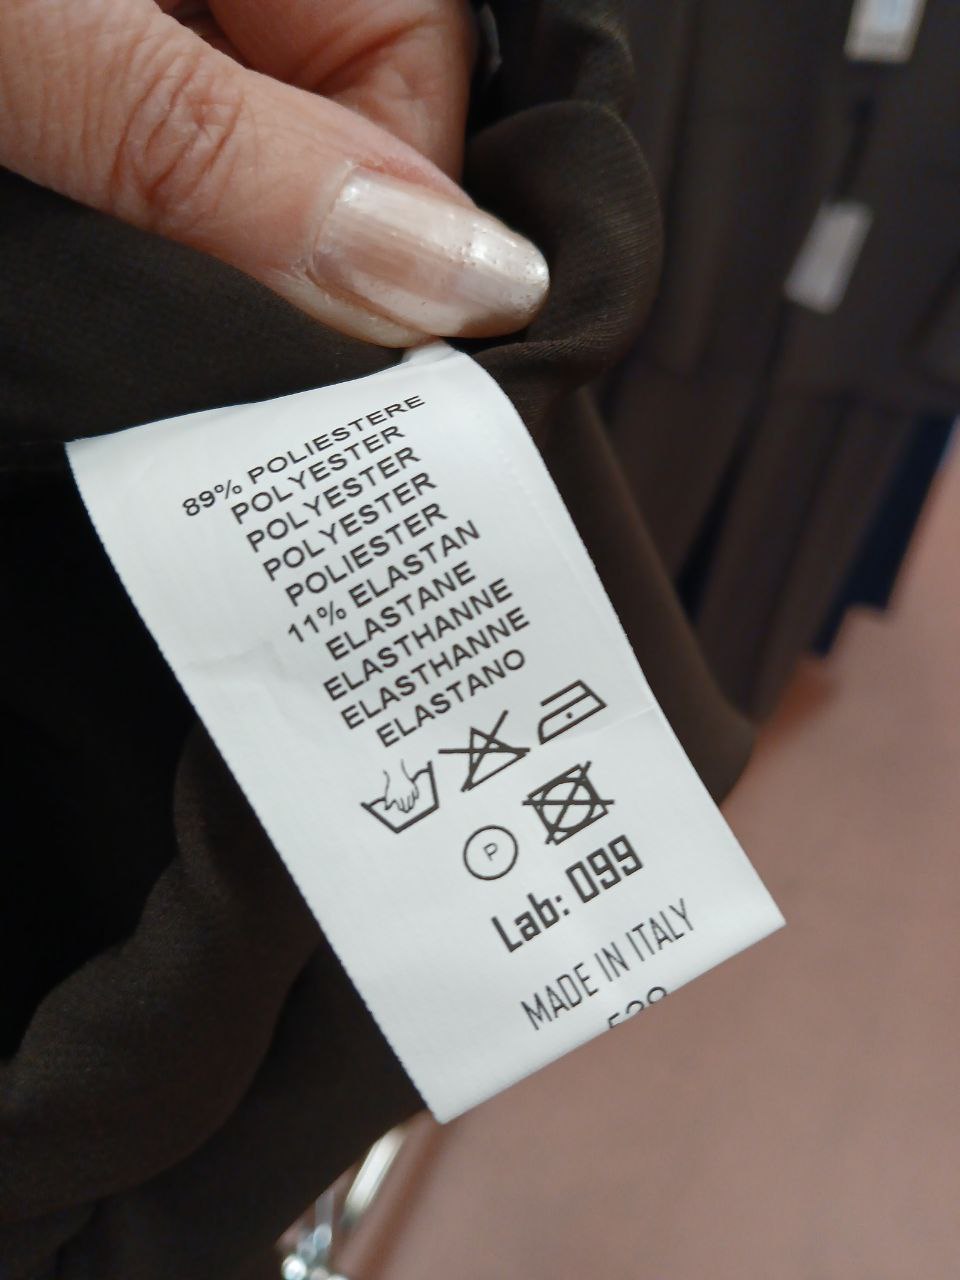 89% POLIESTERE
POLYESTER
POLYESTER
POLYESTER
POLIESTER
11% ELASTAN
ELASTANE
ELASTHANNE
ELASTHANNE
ELASTANO
P
Lab: 099
MADE IN ITALY